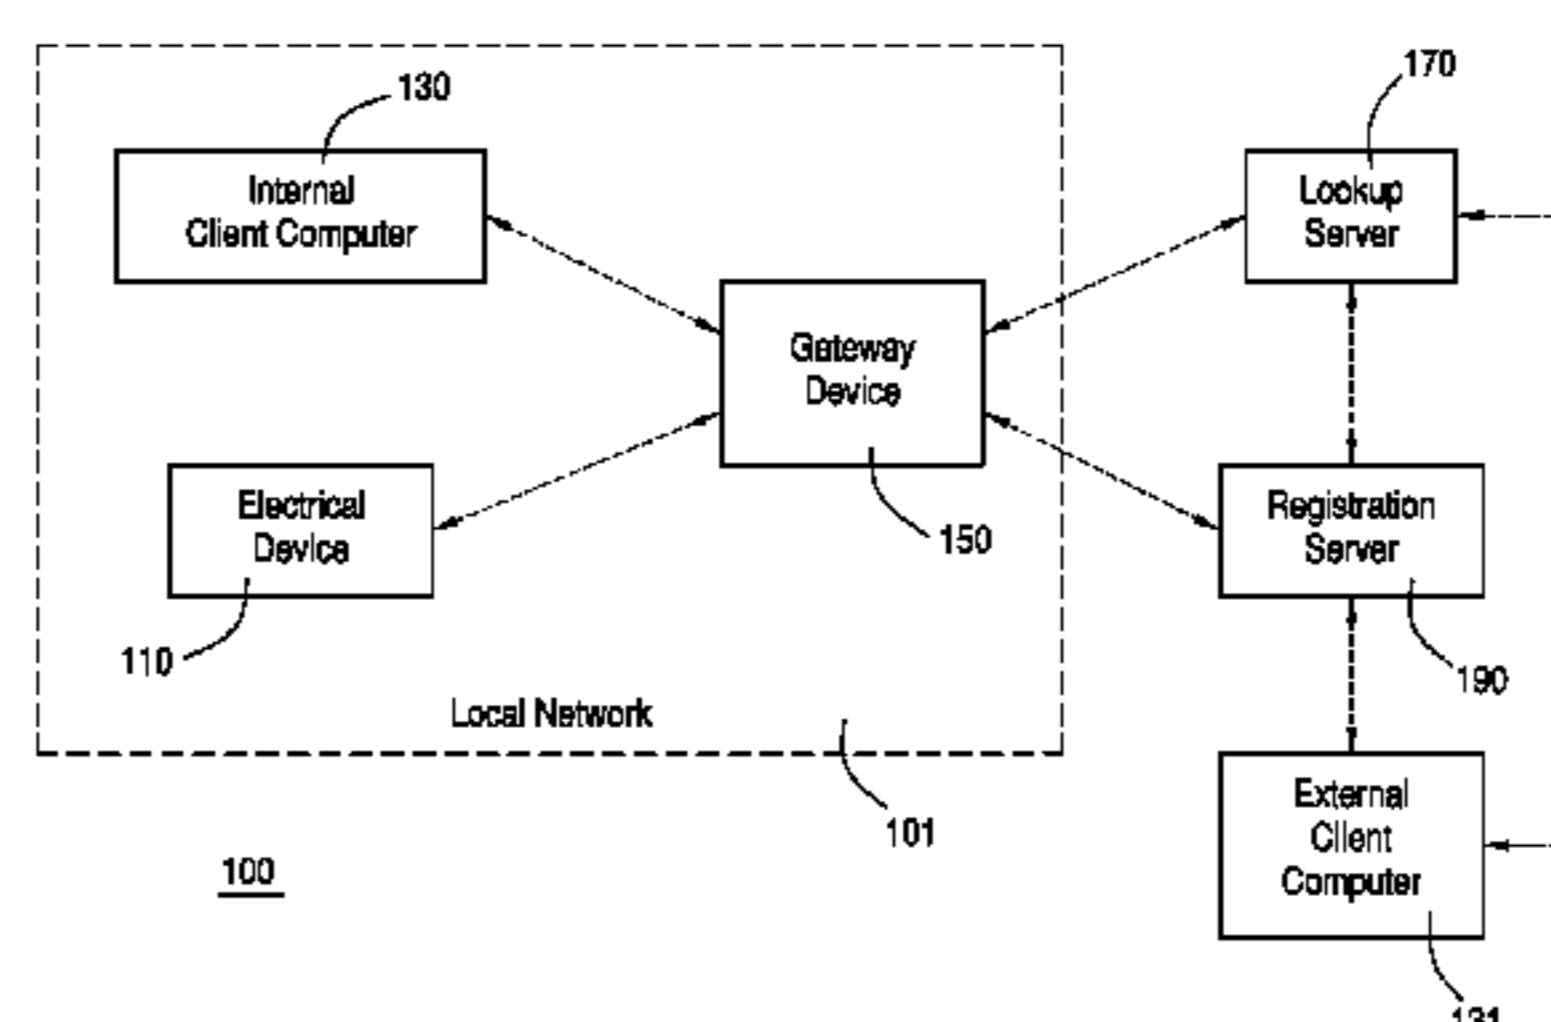 130
170
Internal
Client Computer
Lookup
Server
Gateway
Device
150
Electrical
Device
110
Registration
Server
190
Local Network
101
External
Client
Computer
100
131